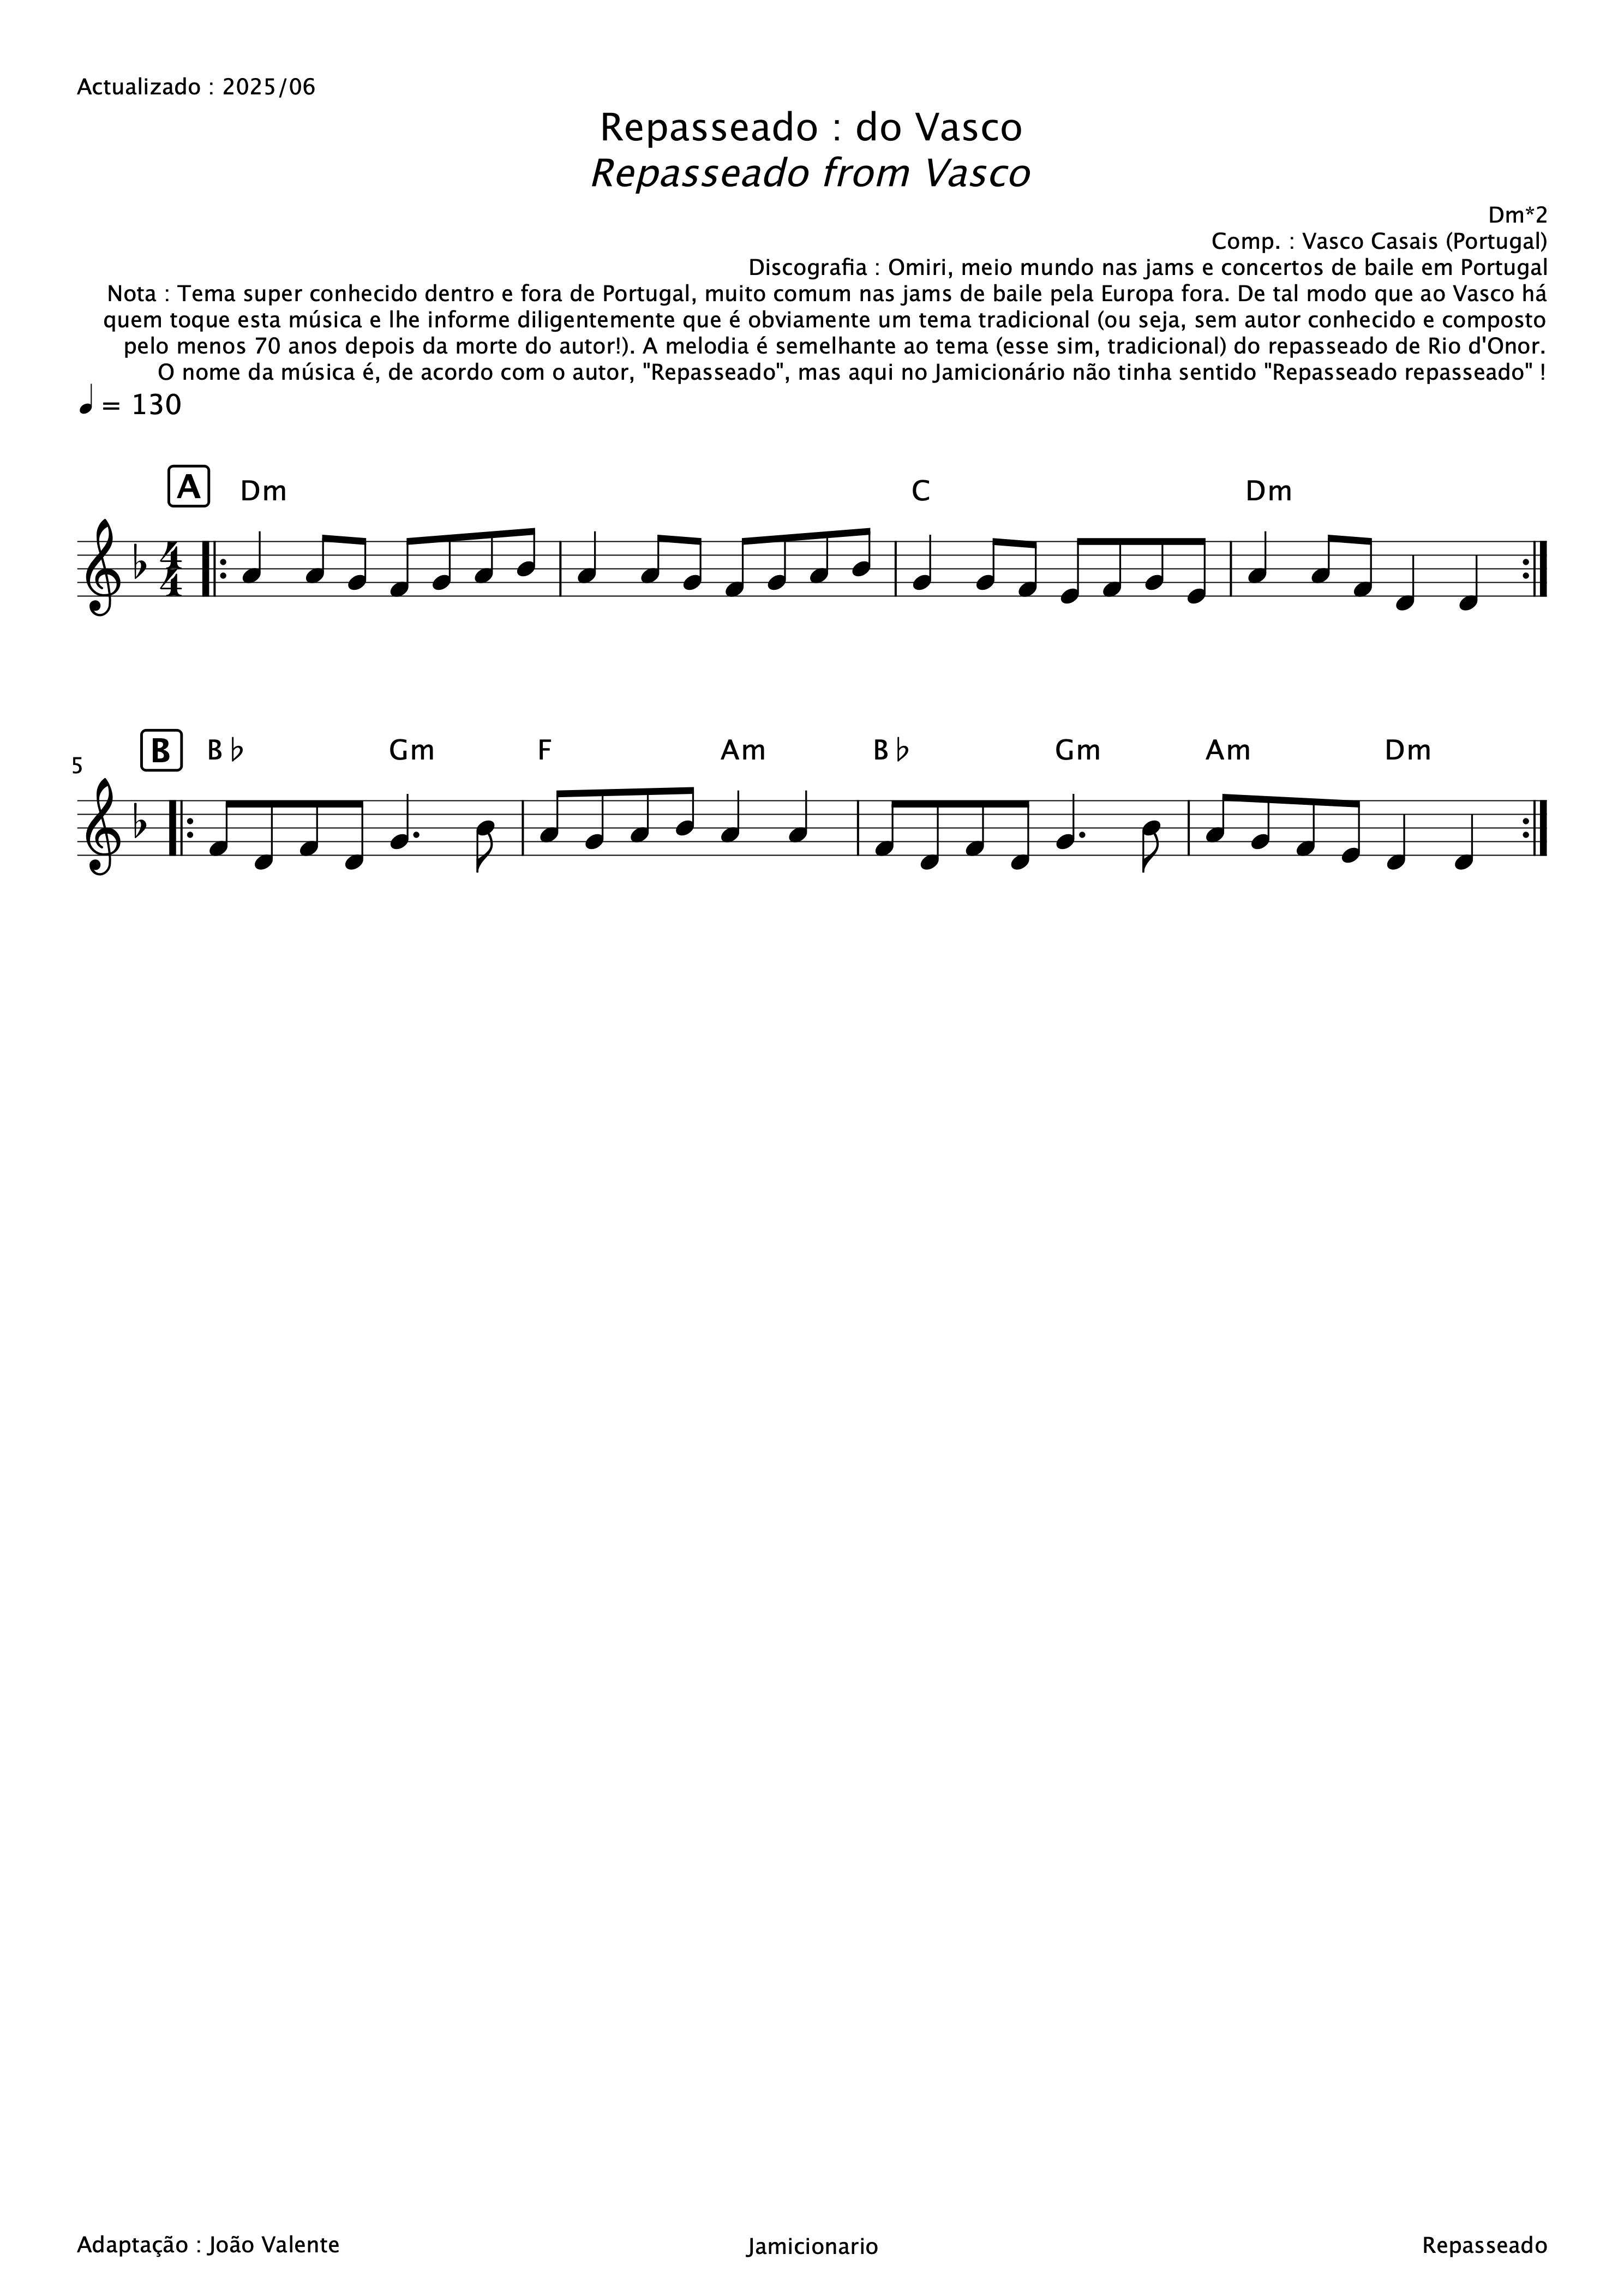 Actualizado : 2025/06
Repasseado : do Vasco
Repasseado from Vasco
Dm*2
Comp. : Vasco Casais (Portugal)
Discografia : Omiri, meio mundo nas jams e concertos de baile em Portugal
Nota : Tema super conhecido dentro e fora de Portugal, muito comum nas jams de baile pela Europa fora. De tal modo que ao Vasco há
quem toque esta música e lhe informe diligentemente que é obviamente um tema tradicional (ou seja, sem autor conhecido e composto
pelo menos 70 anos depois da morte do autor!). A melodia é semelhante ao tema (esse sim, tradicional) do repasseado de Rio d'Onor.
O nome da música é, de acordo com o autor, "Repasseado", mas aqui no Jamicionário não tinha sentido "Repasseado repasseado" !
♩ = 130
A Dm C Dm
4
4
B B♭ Gm F Am B♭ Gm Am Dm
5
Adaptação : João Valente Jamicionario Repasseado